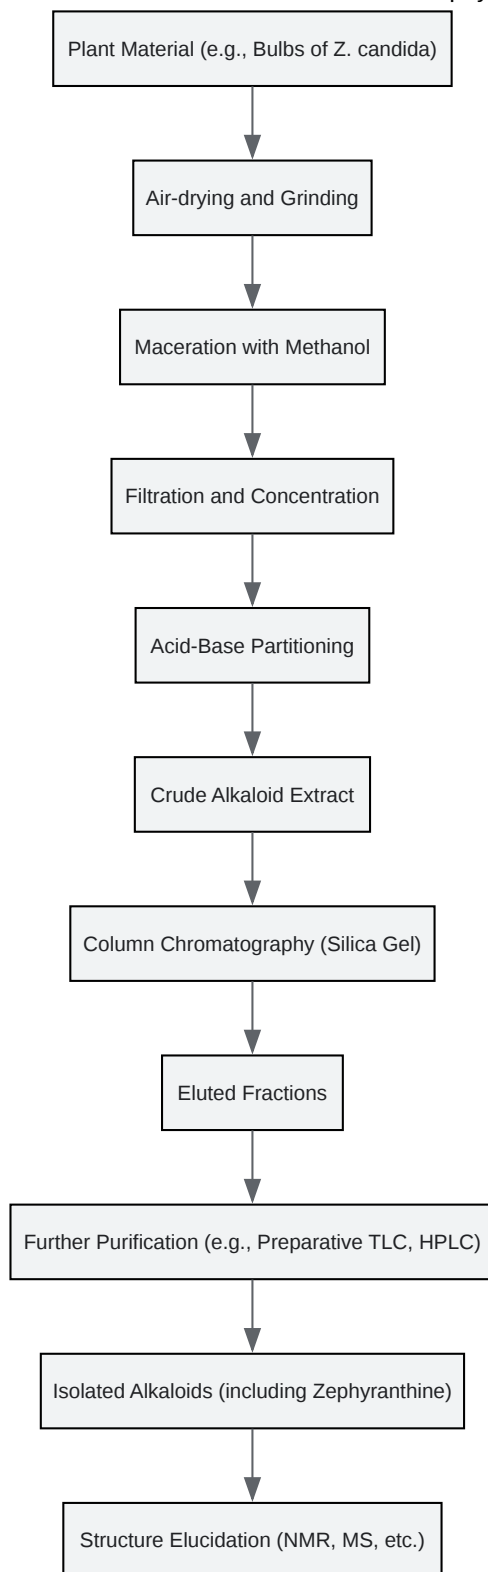 Plant Material (e.g., Bulbs of Z. candida)
Air-drying and Grinding
Maceration with Methanol
Filtration and Concentration
Acid-Base Partitioning
Crude Alkaloid Extract
Column Chromatography (Silica Gel)
Eluted Fractions
Further Purification (e.g., Preparative TLC, HPLC)
Isolated Alkaloids (including Zephyranthine)
Structure Elucidation (NMR, MS, etc.)